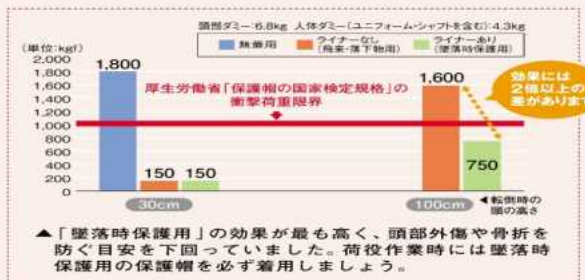 頭部ダミー:6.8kg 人体ダミー(ユニフォーム・シャフトを含む):4.3kg
(単位:kgf)
無着用
ライナーなし
(飛来・落下物用)
ライナーあり
(墜落時保護用)
2,000
1,800
1,600
1,400
1,200
1,000
800
600
400
200
0
1,800
150
150
1,600
750
厚生労働省「保護帽の国家検定規格」の
衝撃荷重限界
効果には
2倍以上の
差があります
30cm
100cm
◀転倒時の
頭の高さ
▲「墜落時保護用」の効果が最も高く、頭部外傷や骨折を
防ぐ目安を下回っていました。荷役作業時には墜落時
保護用の保護帽を必ず着用しましょう。